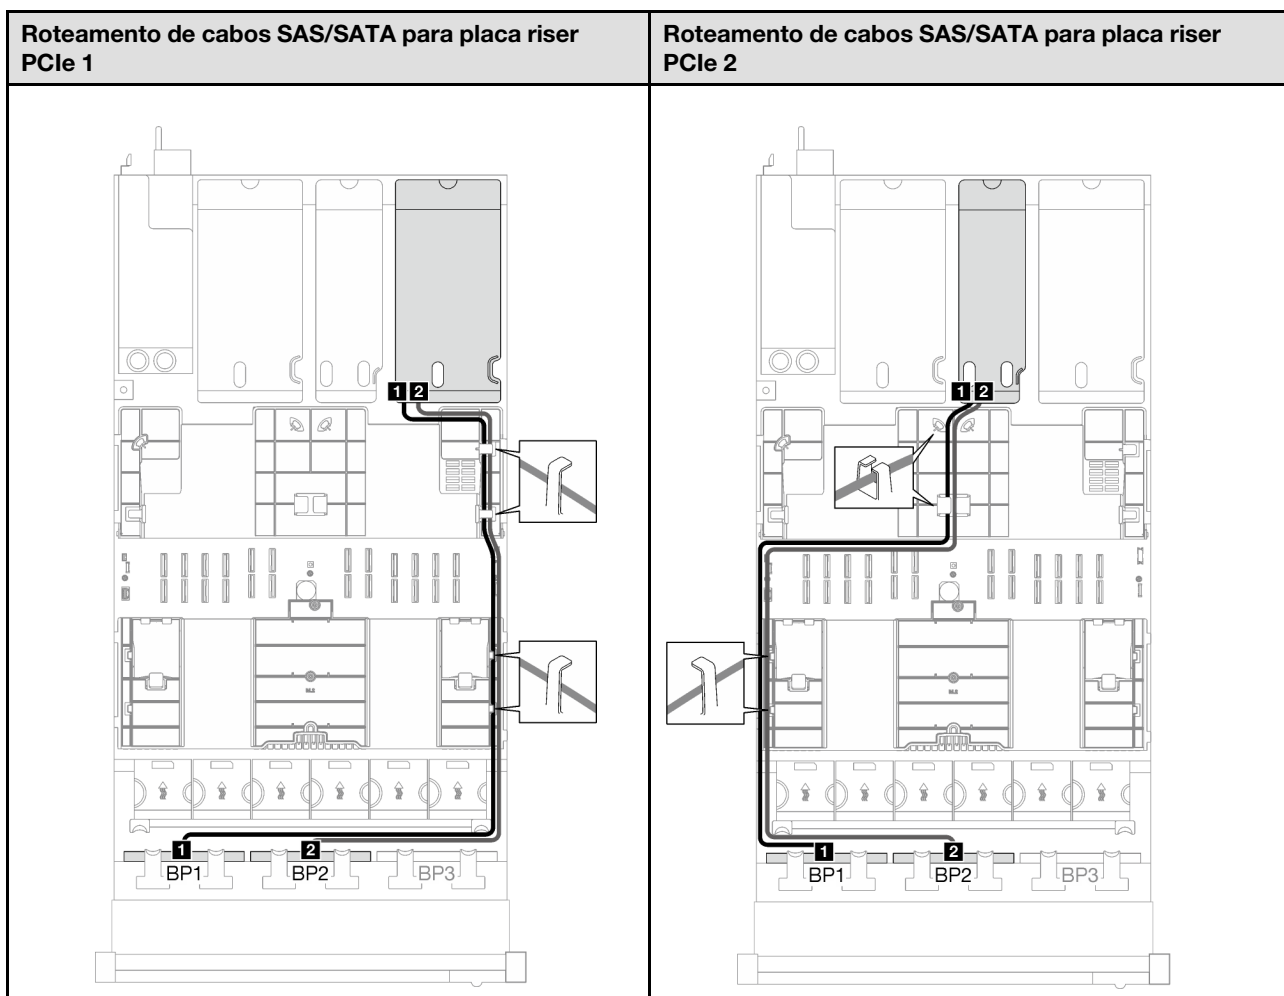 Roteamento de cabos SAS/SATA para placa riser
PCIe 1
Roteamento de cabos SAS/SATA para placa riser
PCIe 2
1 2
1 2
BP1 BP2 BP3
1 2
1 2
BP1 BP2 BP3